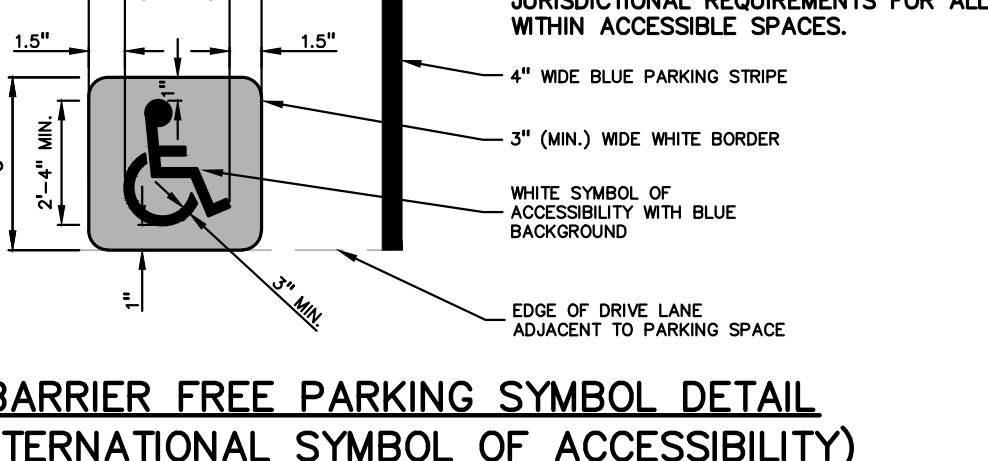 JURISDICTIONAL REQUIREMENTS FOR ALL
WITHIN ACCESSIBLE SPACES.
1.5"
1.5"
4" WIDE BLUE PARKING STRIPE
1"
3" (MIN.) WIDE WHITE BORDER
2'-4" MIN.
WHITE SYMBOL OF
ACCESSIBILITY WITH BLUE
BACKGROUND
1"
3" MIN.
EDGE OF DRIVE LANE
ADJACENT TO PARKING SPACE
BARRIER FREE PARKING SYMBOL DETAIL
TERNATIONAL SYMBOL OF ACCESSIBILITY)